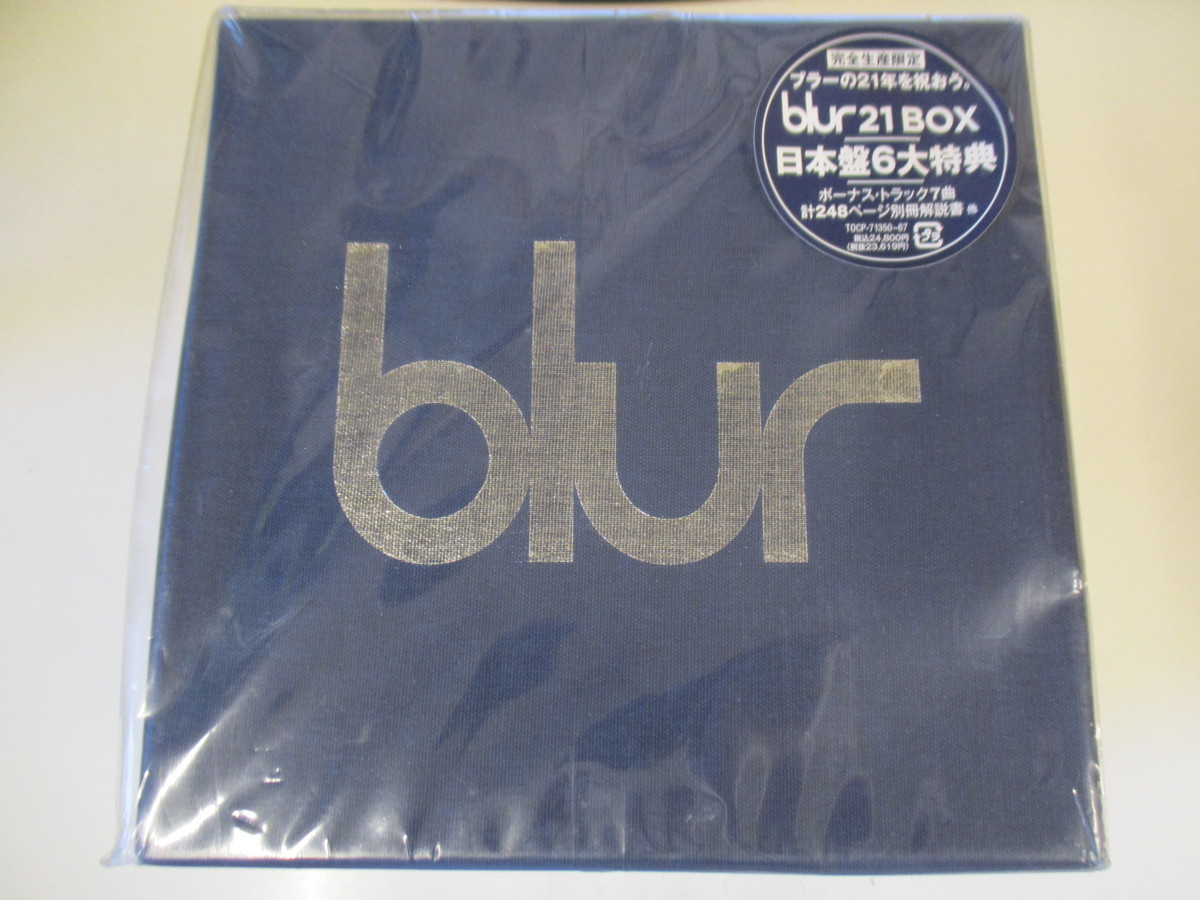 完全生産限定
ブラーの21年を祝おう。
blur 21 BOX
日本盤6大特典
ボーナス・トラック7曲
計248ページ別冊解説書 他
TOCP-71350~67
税込24,800円
(税抜23,619円)
blur